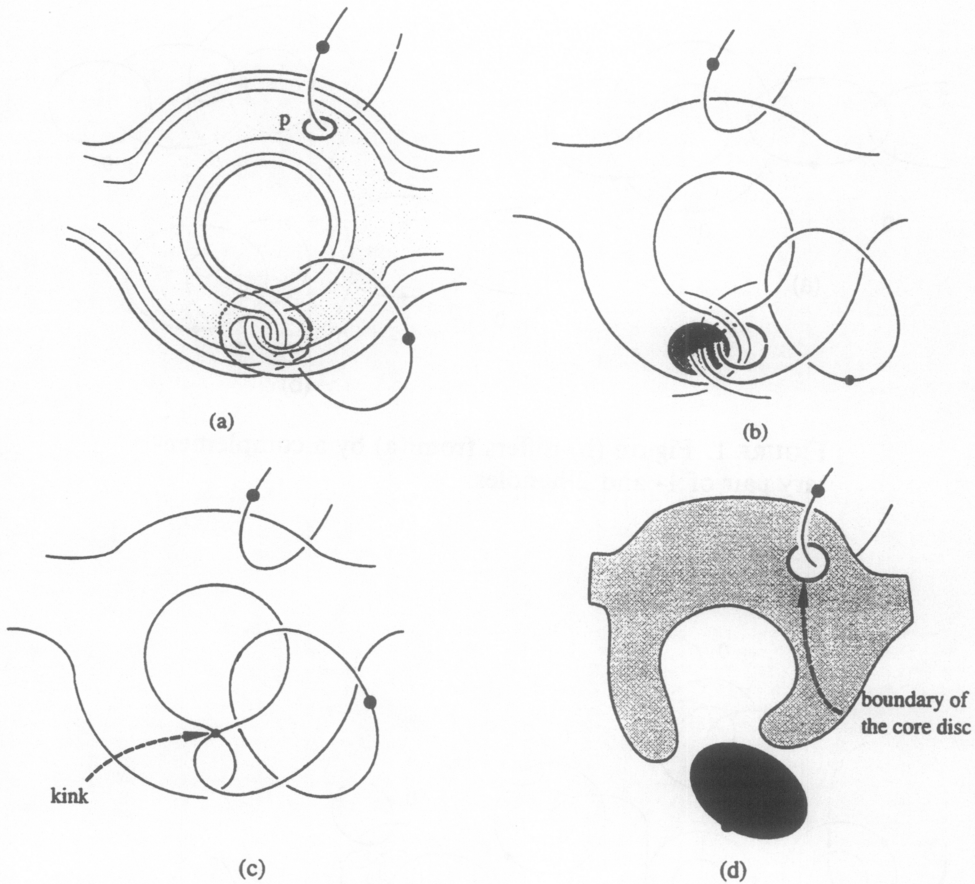 p
(a)
(b)
kink
(c)
boundary of
the core disc
(d)